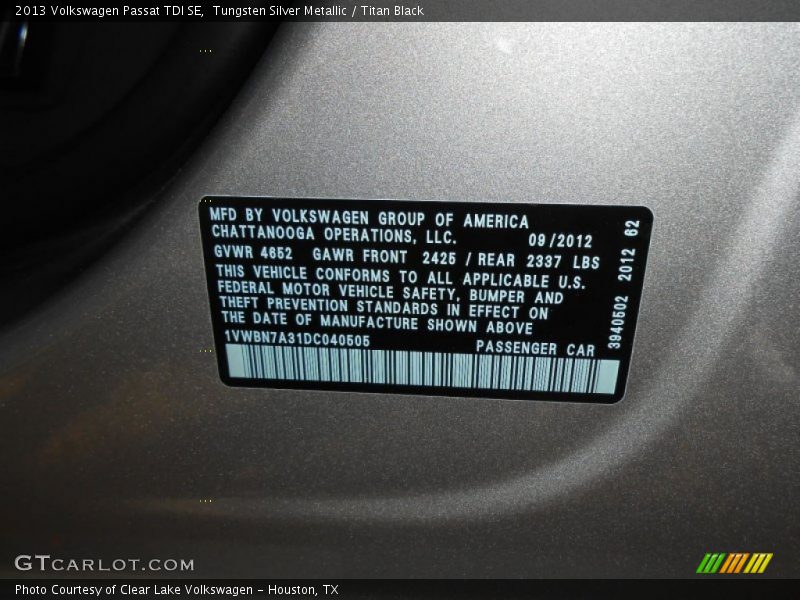 2013 Volkswagen Passat TDI SE,  Tungsten Silver Metallic / Titan Black
MFD BY VOLKSWAGEN GROUP OF AMERICA
CHATTANOOGA OPERATIONS, LLC. 09/2012
GVWR 4652 GAWR FRONT 2425 / REAR 2337 LBS
THIS VEHICLE CONFORMS TO ALL APPLICABLE U.S.
FEDERAL MOTOR VEHICLE SAFETY, BUMPER AND
THEFT PREVENTION STANDARDS IN EFFECT ON
THE DATE OF MANUFACTURE SHOWN ABOVE
1VWBN7A31DC040505 PASSENGER CAR
3940502 2012 62
GTCARLOT.COM
Photo Courtesy of Clear Lake Volkswagen - Houston, TX